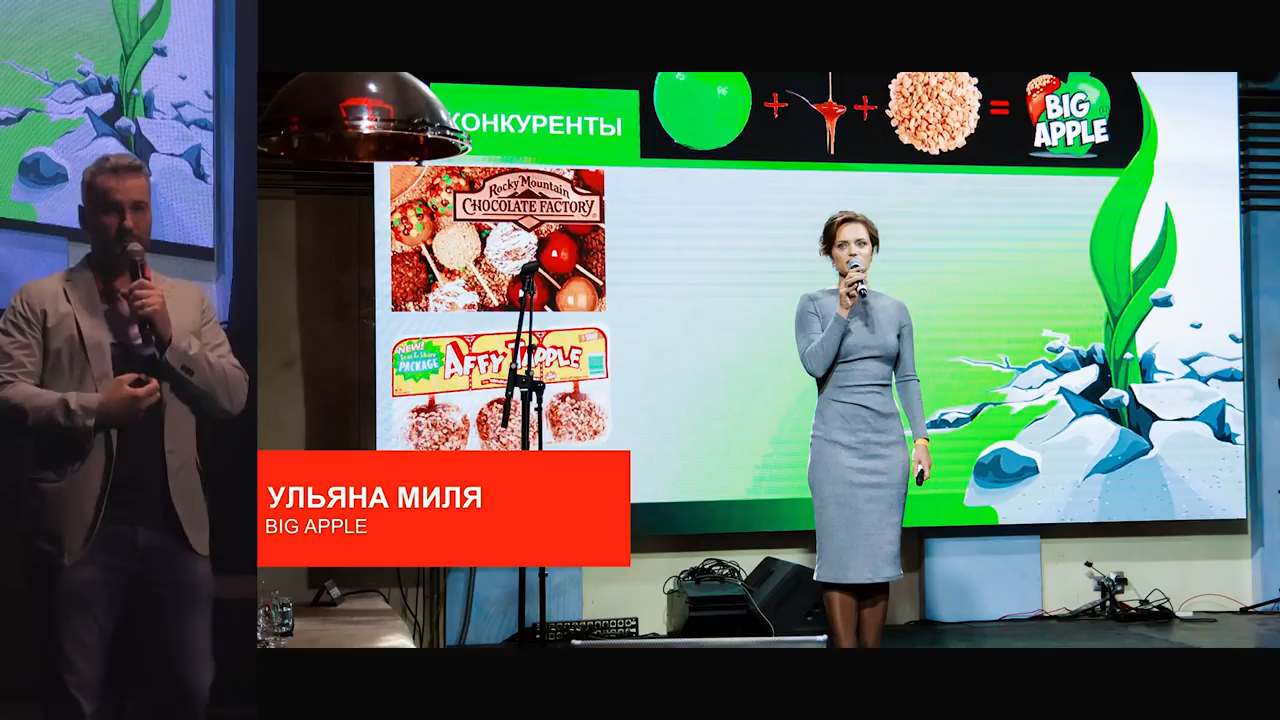 КОНКУРЕНТЫ
BIG
APPLE
Rocky Mountain
CHOCOLATE FACTORY
NEW!
PACKAGE
AFFY TAPPLE
УЛЬЯНА МИЛЯ
BIG APPLE